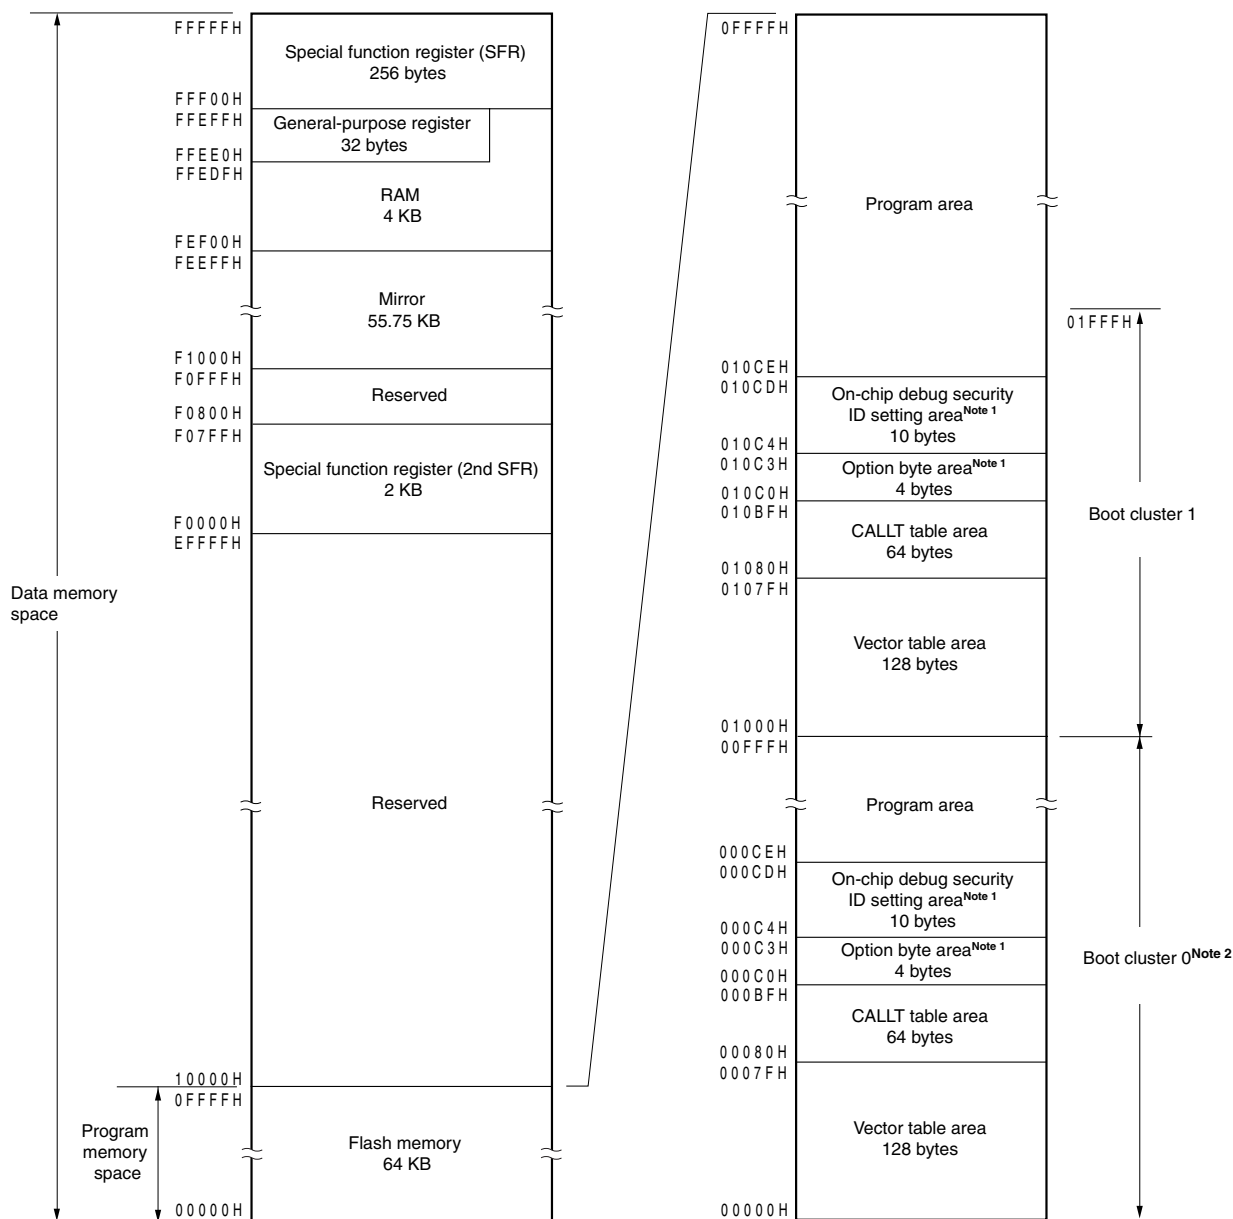 FFFFFH
Special function register (SFR)
256 bytes
FFF00H
FFEFFH
General-purpose register
32 bytes
FFEE0H
FFEDFH
RAM
4 KB
FEF00H
FEEFFH
Mirror
55.75 KB
F1000H
F0FFFH
Reserved
F0800H
F07FFH
Special function register (2nd SFR)
2 KB
F0000H
EFFFFH
Data memory
space
Reserved
10000H
0FFFFH
Program
memory
space
Flash memory
64 KB
00000H
0FFFFH
Program area
01FFFH
010CEH
010CDH
On-chip debug security
ID setting areaNote 1
10 bytes
010C4H
010C3H
Option byte areaNote 1
4 bytes
010C0H
010BFH
Boot cluster 1
CALLT table area
64 bytes
01080H
0107FH
Vector table area
128 bytes
01000H
00FFFH
Program area
000CEH
000CDH
On-chip debug security
ID setting areaNote 1
10 bytes
000C4H
000C3H
Option byte areaNote 1
4 bytes
Boot cluster 0Note 2
000C0H
000BFH
CALLT table area
64 bytes
00080H
0007FH
Vector table area
128 bytes
00000H